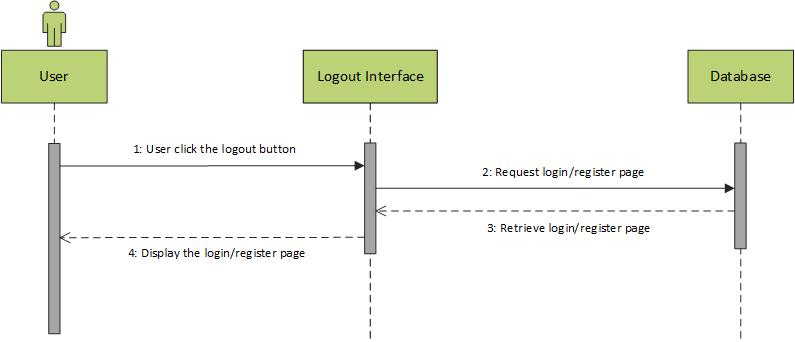 User
Logout Interface
Database
1: User click the logout button
2: Request login/register page
3: Retrieve login/register page
4: Display the login/register page